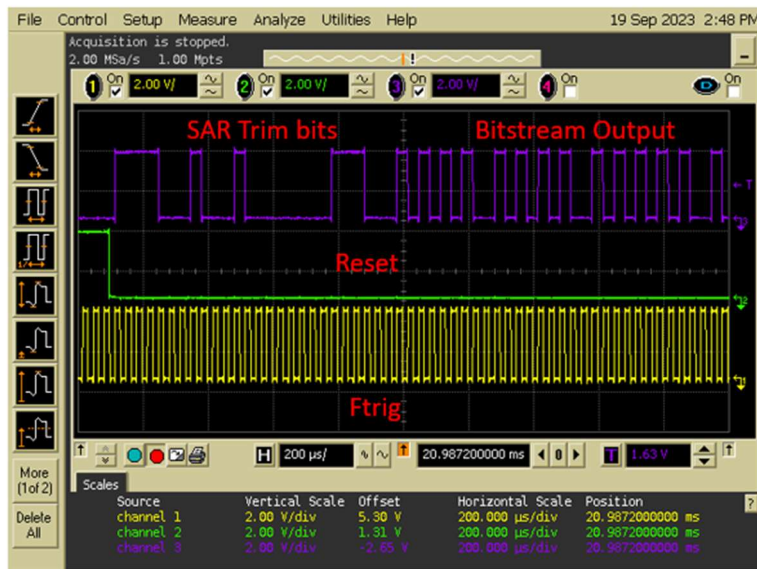 File Control Setup Measure Analyze Utilities Help 19 Sep 2023 2:48 PM
Acquisition is stopped.
2.00 MSa/s 1.00 Mpts
1 On 2.00 V/ 2 On 2.00 V/ 3 On 2.00 V/ 4 On D On
SAR Trim bits Bitstream Output
T
Reset
Ftrig
More
(1of 2)
Delete
All
H 200 µs/ 20.987200000 ms 0 T 1.63 V
Scales
Source Vertical Scale Offset Horizontal Scale Position
channel 1 2.00 V/div 5.30 V 200.000 µs/div 20.9872000000 ms
channel 2 2.00 V/div 1.31 V 200.000 µs/div 20.9872000000 ms
channel 3 2.00 V/div -2.65 V 200.000 µs/div 20.9872000000 ms
?